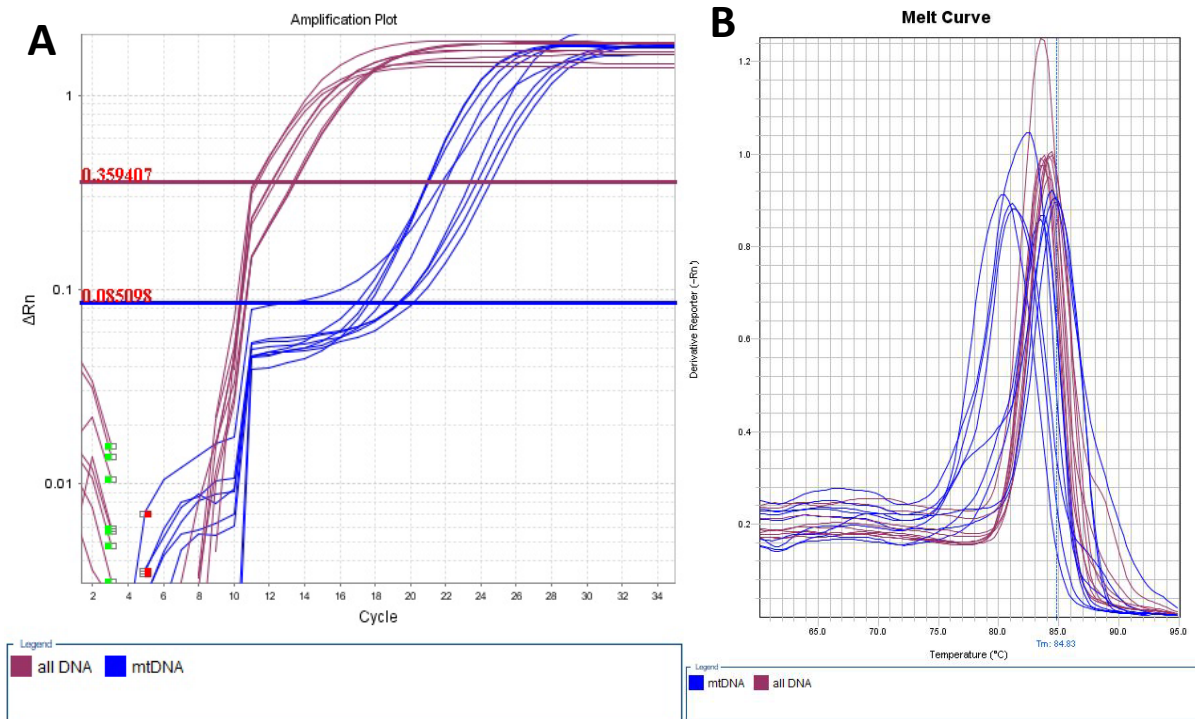 A
Amplification Plot
1
0.359407
0.1
0.085098
0.01
ΔRn
2 4 6 8 10 12 14 16 18 20 22 24 26 28 30 32 34
Cycle
Legend
all DNA mtDNA
B
Melt Curve
1.2
1.0
0.8
0.6
0.4
0.2
Derivative Reporter (-Rn')
65.0 70.0 75.0 80.0 85.0 90.0 95.0
Tm: 84.83
Temperature (°C)
Legend
mtDNA all DNA